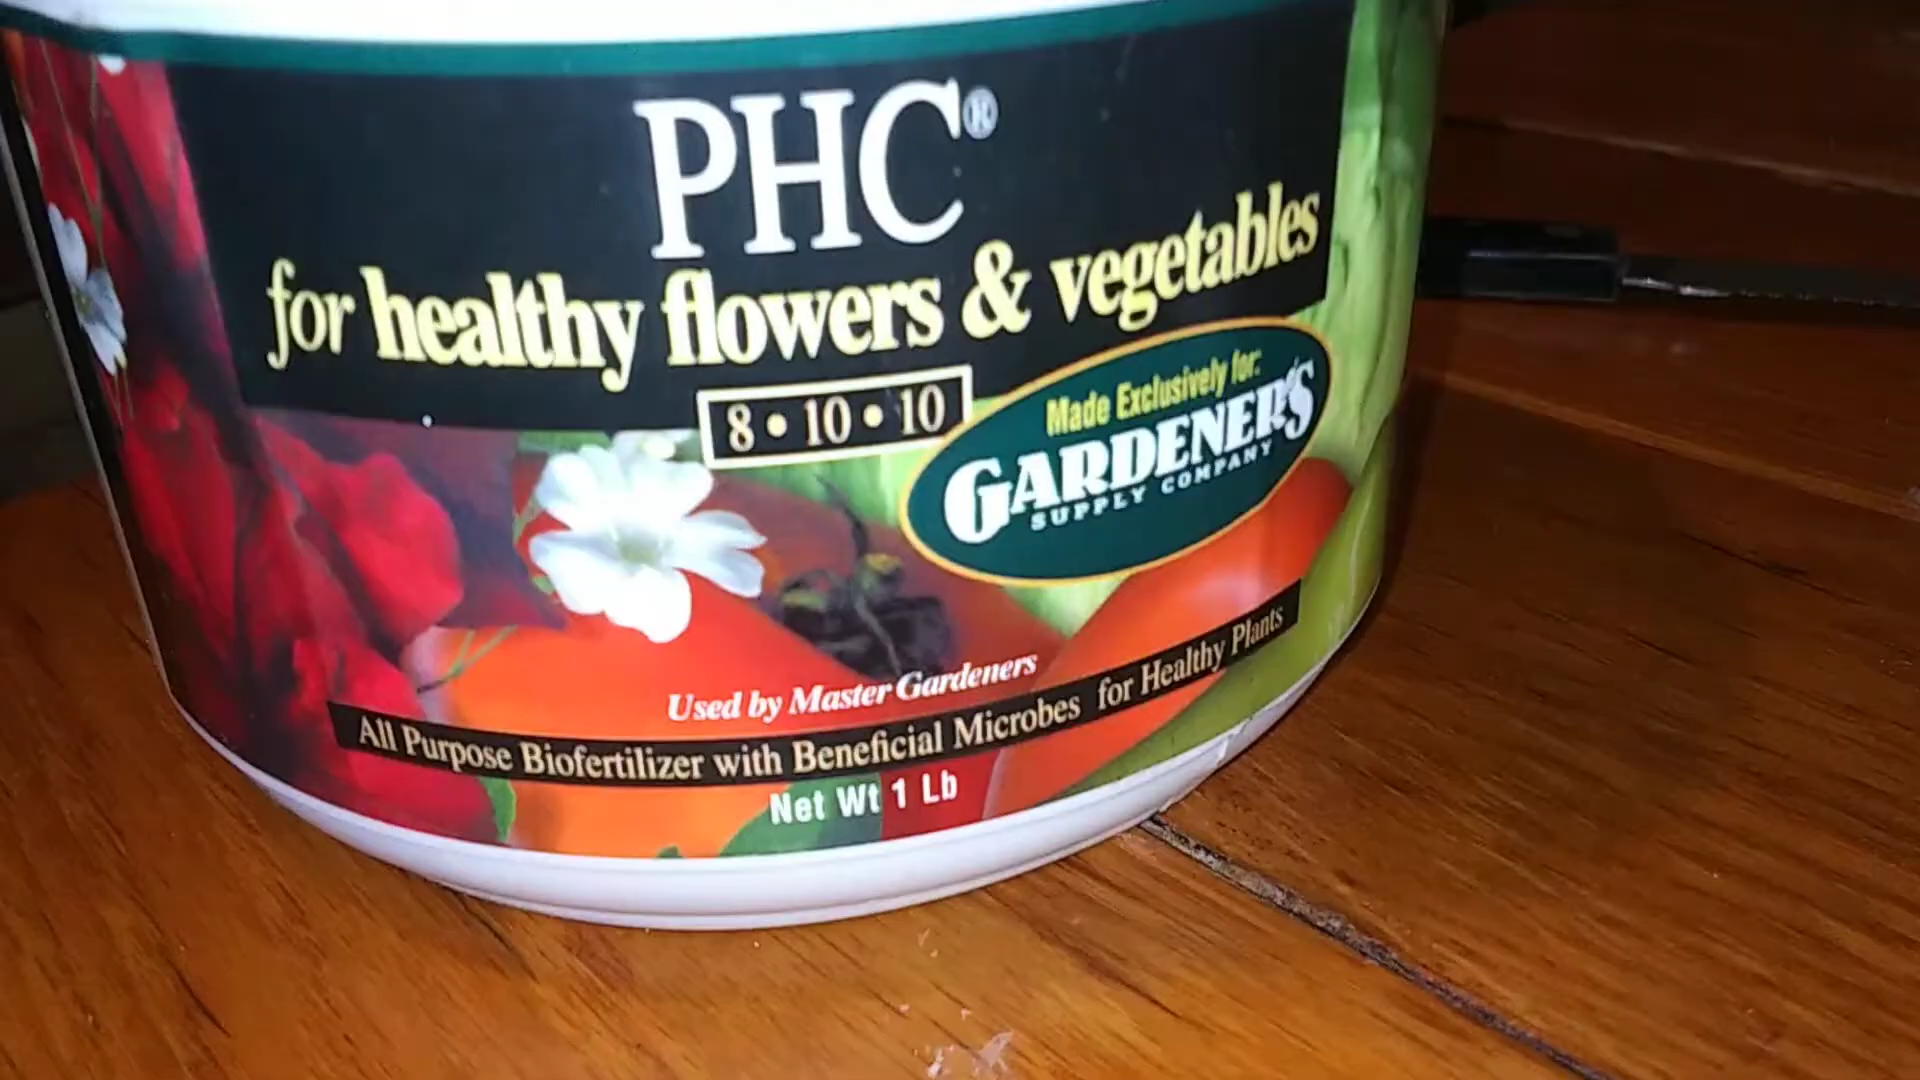 PHC®
for healthy flowers & vegetables
8 • 10 • 10
Made Exclusively for:
GARDENER'S
SUPPLY COMPANY
Used by Master Gardeners
All Purpose Biofertilizer with Beneficial Microbes for Healthy Plants
Net Wt 1 Lb